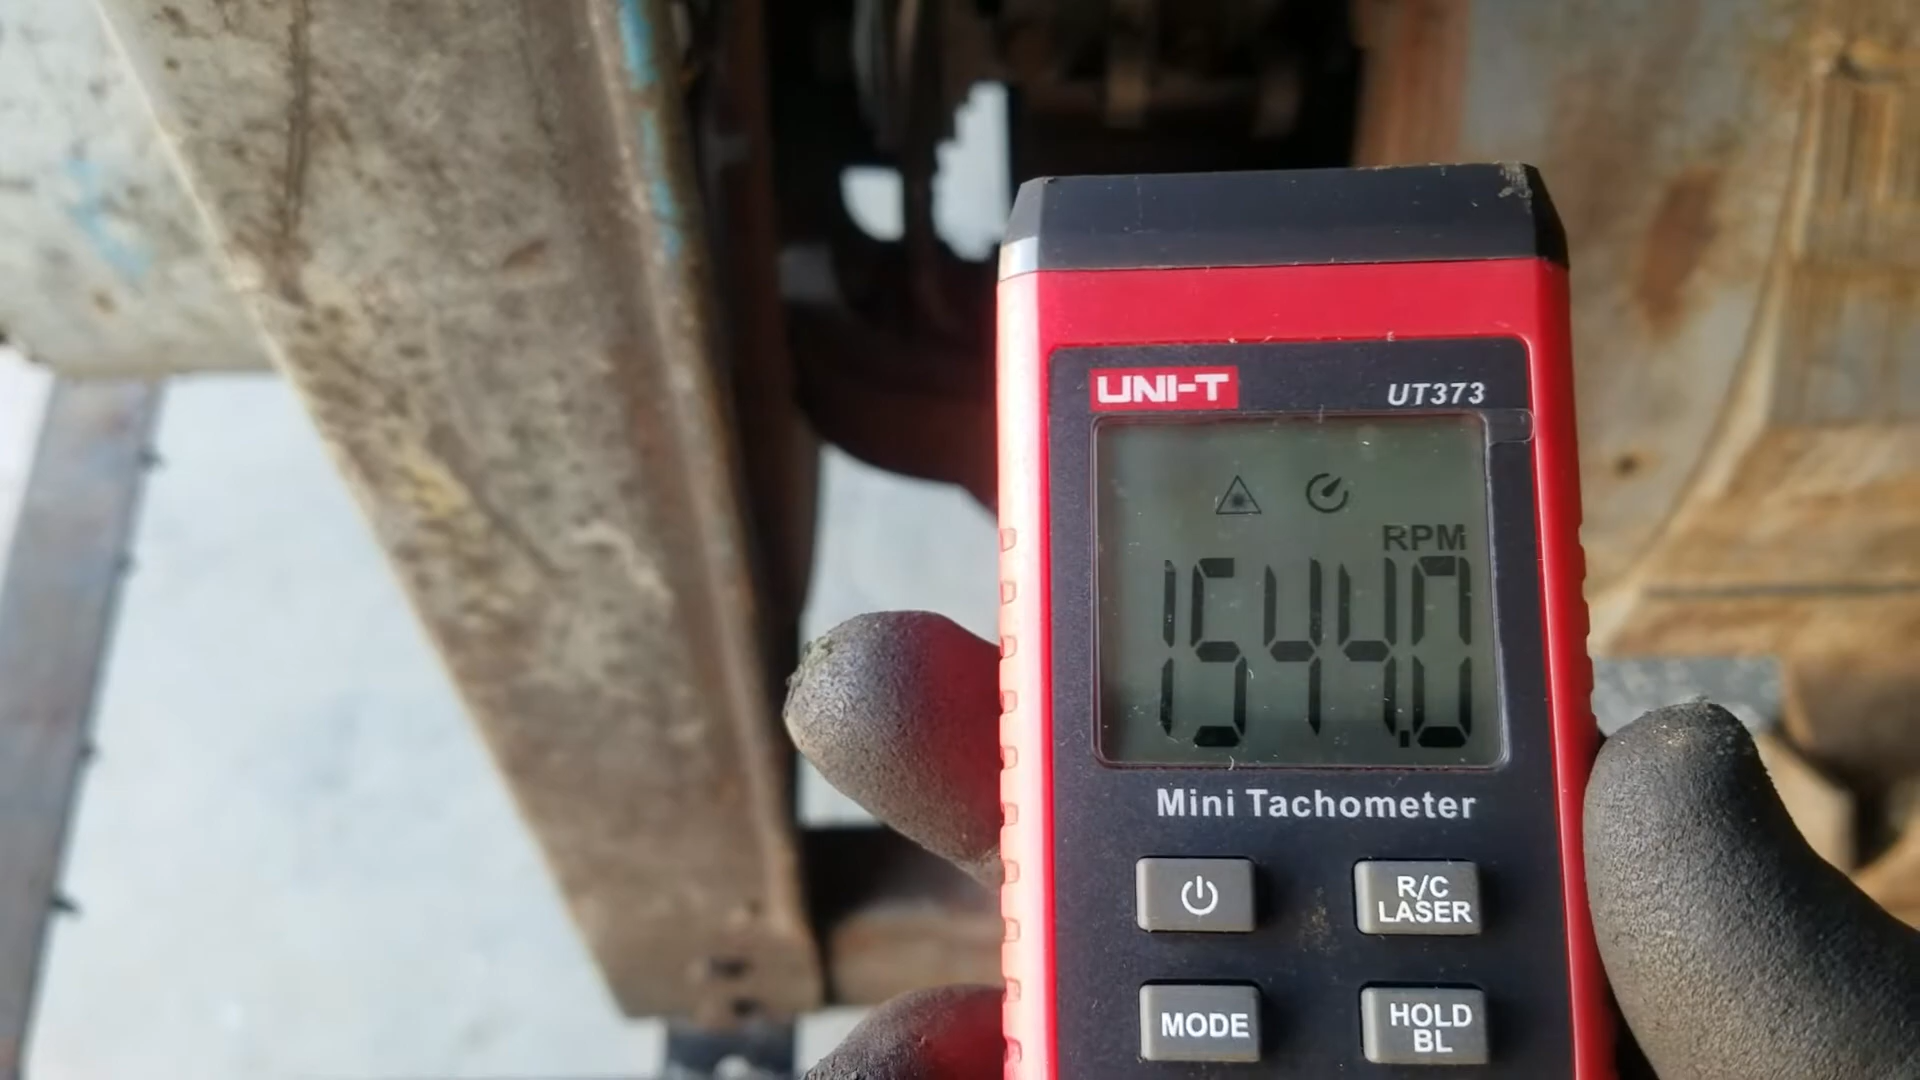 UNI-T UT373
RPM
1544.0
Mini Tachometer
R/C
LASER
MODE
HOLD
BL